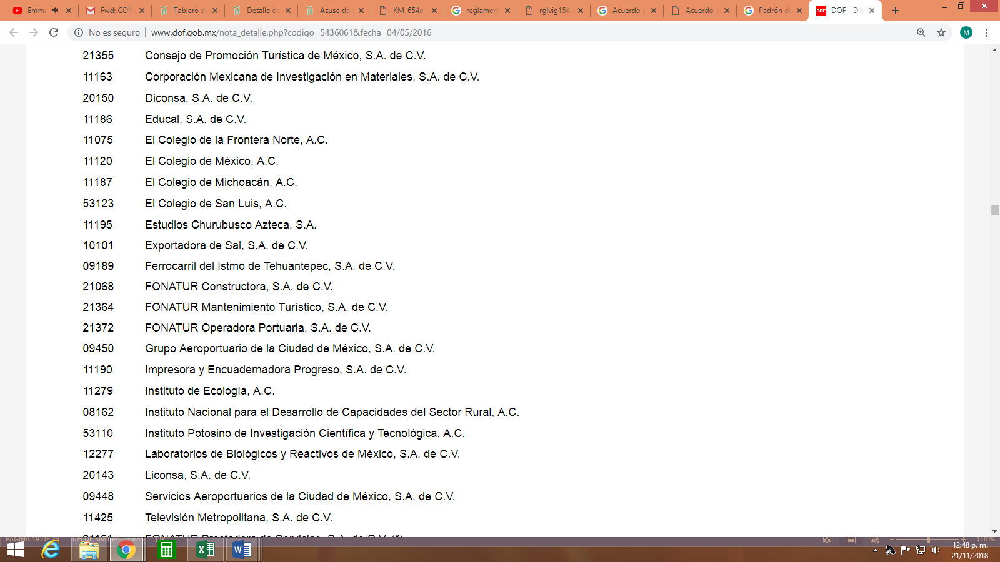 Emma
Fwd: CON
Tablero d
Detalle de
Acuse de
KM_654e
reglamen
rglvig154
Acuerdo
Acuerdo_
Padrón d
DOF - Dia
No es seguro
www.dof.gob.mx/nota_detalle.php?codigo=5436061&fecha=04/05/2016
M
21355 Consejo de Promoción Turística de México, S.A. de C.V.
11163 Corporación Mexicana de Investigación en Materiales, S.A. de C.V.
20150 Diconsa, S.A. de C.V.
11186 Educal, S.A. de C.V.
11075 El Colegio de la Frontera Norte, A.C.
11120 El Colegio de México, A.C.
11187 El Colegio de Michoacán, A.C.
53123 El Colegio de San Luis, A.C.
11195 Estudios Churubusco Azteca, S.A.
10101 Exportadora de Sal, S.A. de C.V.
09189 Ferrocarril del Istmo de Tehuantepec, S.A. de C.V.
21068 FONATUR Constructora, S.A. de C.V.
21364 FONATUR Mantenimiento Turístico, S.A. de C.V.
21372 FONATUR Operadora Portuaria, S.A. de C.V.
09450 Grupo Aeroportuario de la Ciudad de México, S.A. de C.V.
11190 Impresora y Encuadernadora Progreso, S.A. de C.V.
11279 Instituto de Ecología, A.C.
08162 Instituto Nacional para el Desarrollo de Capacidades del Sector Rural, A.C.
53110 Instituto Potosino de Investigación Científica y Tecnológica, A.C.
12277 Laboratorios de Biológicos y Reactivos de México, S.A. de C.V.
20143 Liconsa, S.A. de C.V.
09448 Servicios Aeroportuarios de la Ciudad de México, S.A. de C.V.
11425 Televisión Metropolitana, S.A. de C.V.
FONATUR Prestadora de Servicios, S.A. de C.V. (*)
PÁGINA 19 DE
110 %
12:48 p. m.
21/11/2018